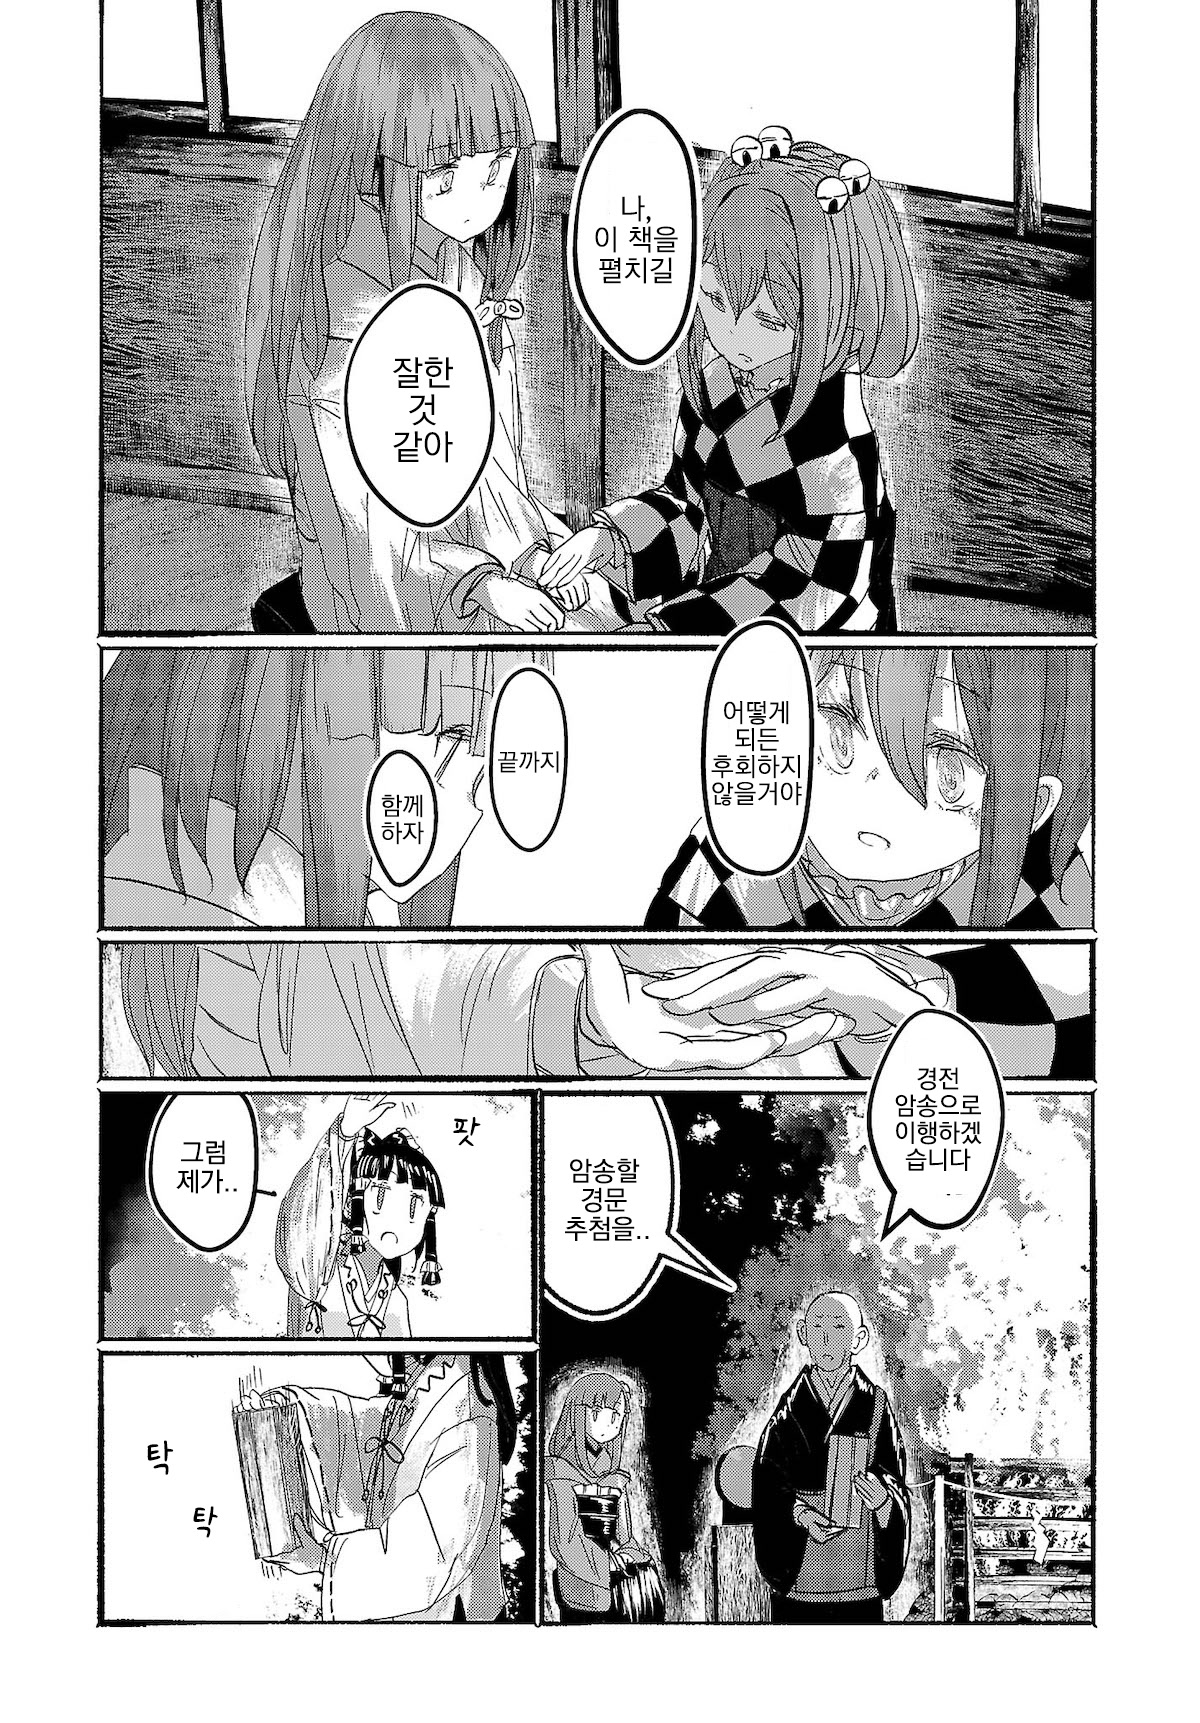 나,
이 책을
펼치길
잘한
것
같아
어떻게
되든
후회하지
않을거야
끝까지
함께
하자
경전
암송으로
이행하겠
습니다
암송할
경문
추첨을..
팟
그럼
제가..
탁
탁